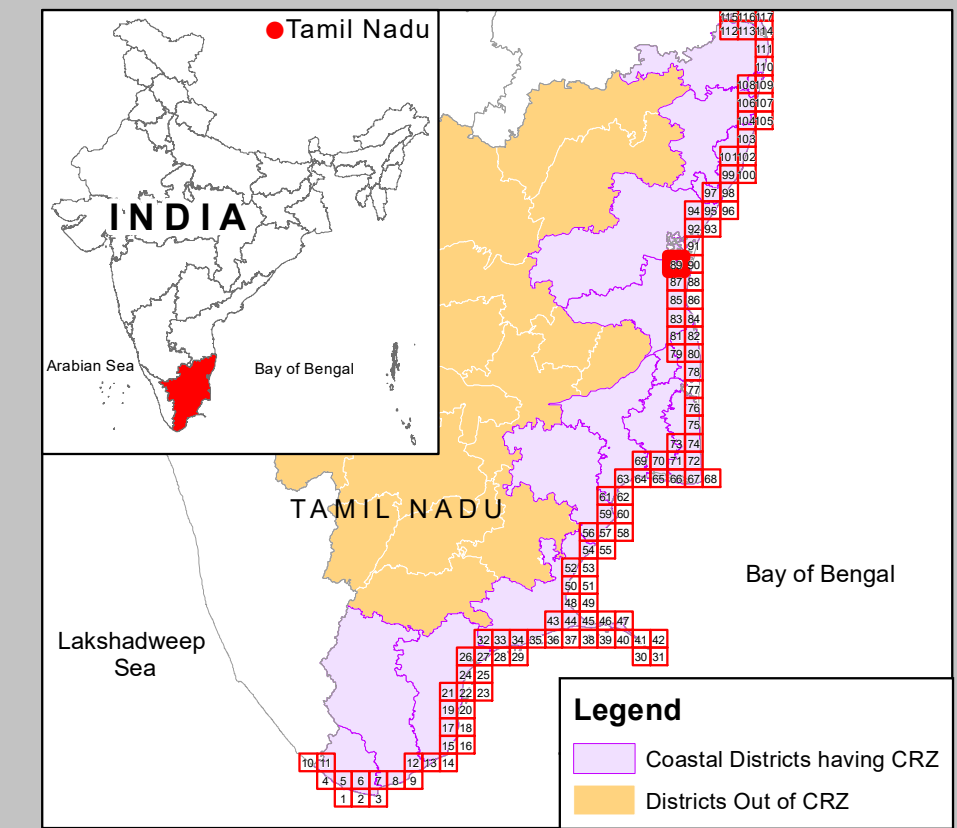 Tamil Nadu
INDIA
Arabian Sea
Bay of Bengal
115 116 117
112 113 114
111
110
108 109
106 107
104 105
103
101 102
99 100
97 98
94 95 96
92 93
91
89 90
87 88
85 86
83 84
81 82
79 80
78
77
76
75
73 74
69 70 71 72
63 64 65 66 67 68
61 62
TAMIL NADU
59 60
56 57 58
54 55
52 53
Bay of Bengal
50 51
48 49
43 44 45 46 47
Lakshadweep
Sea
32 33 34 35 36 37 38 39 40 41 42
26 27 28 29 30 31
24 25
21 22 23
19 20
17 18
15 16
10 11 12 13 14
4 5 6 7 8 9
1 2 3
Legend
Coastal Districts having CRZ
Districts Out of CRZ